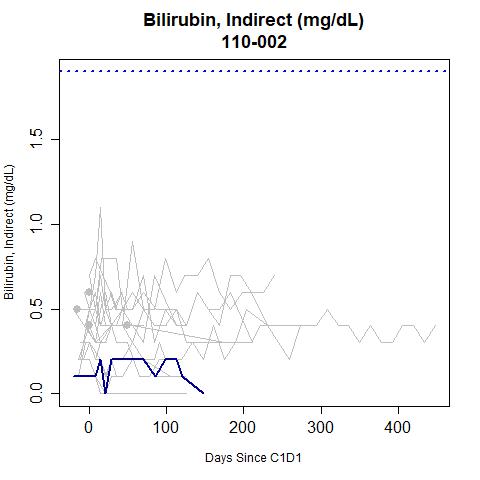 Bilirubin, Indirect (mg/dL)
110-002
Bilirubin, Indirect (mg/dL)
1.5
1.0
0.5
0.0
0 100 200 300 400
Days Since C1D1